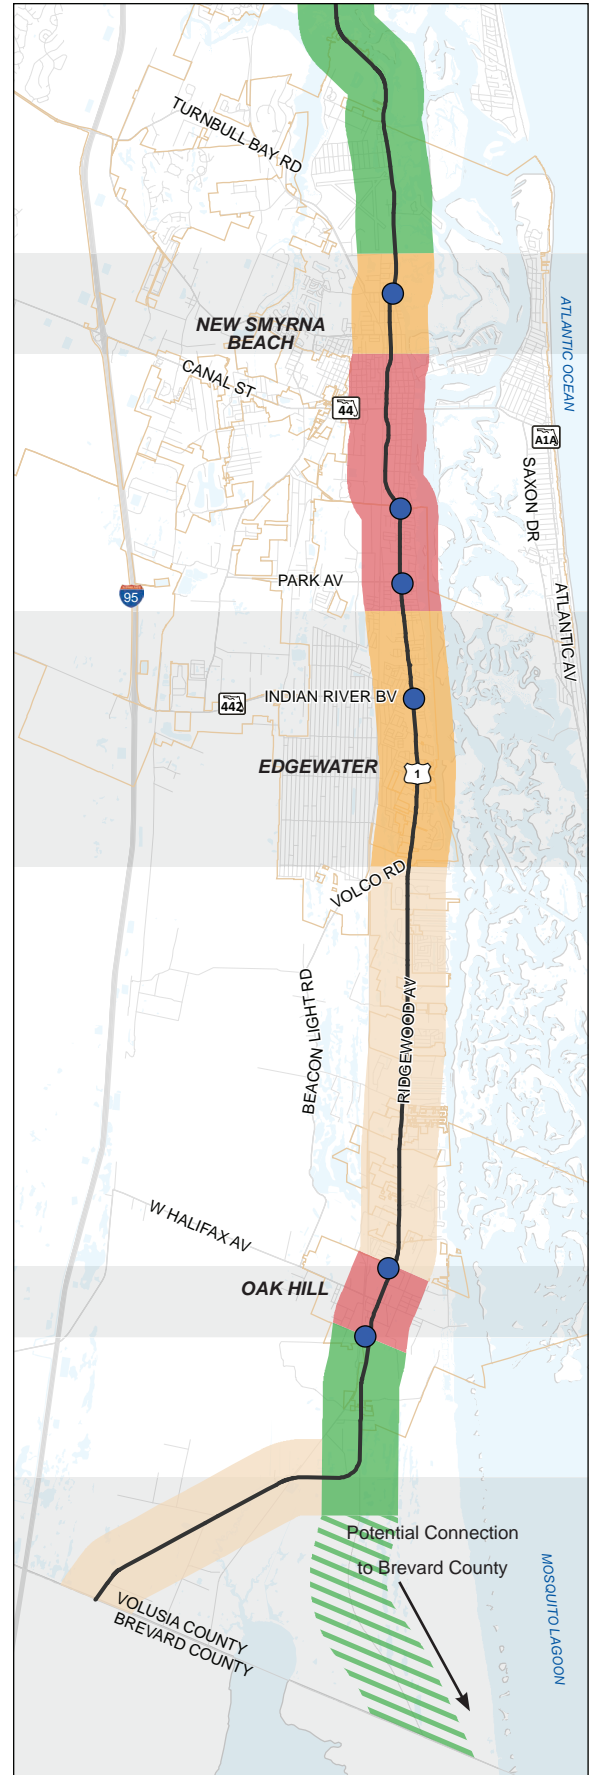 TURNBULL BAY RD
NEW SMYRNA
BEACH
ATLANTIC OCEAN
CANAL ST
44
A1A
SAXON DR
PARK AV
95
ATLANTIC AV
INDIAN RIVER BV
442
EDGEWATER
1
VOLCO RD
BEACON LIGHT RD
RIDGEWOOD AV
W HALIFAX AV
OAK HILL
Potential Connection
to Brevard County
MOSQUITO LAGOON
VOLUSIA COUNTY
BREVARD COUNTY